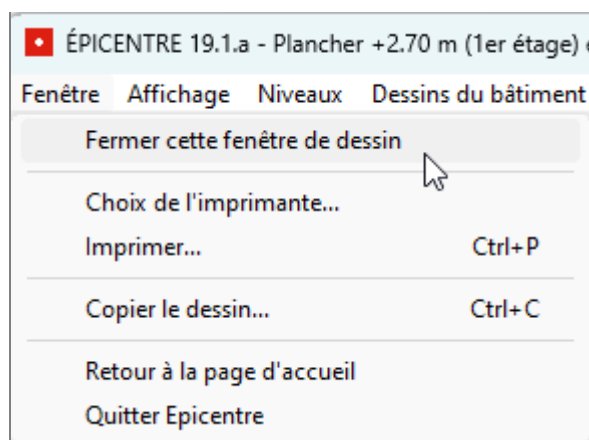 ÉPICENTRE 19.1.a - Plancher +2.70 m (1er étage)
Fenêtre Affichage Niveaux Dessins du bâtiment
Fermer cette fenêtre de dessin
Choix de l'imprimante...
Imprimer... Ctrl+P
Copier le dessin... Ctrl+C
Retour à la page d'accueil
Quitter Epicentre